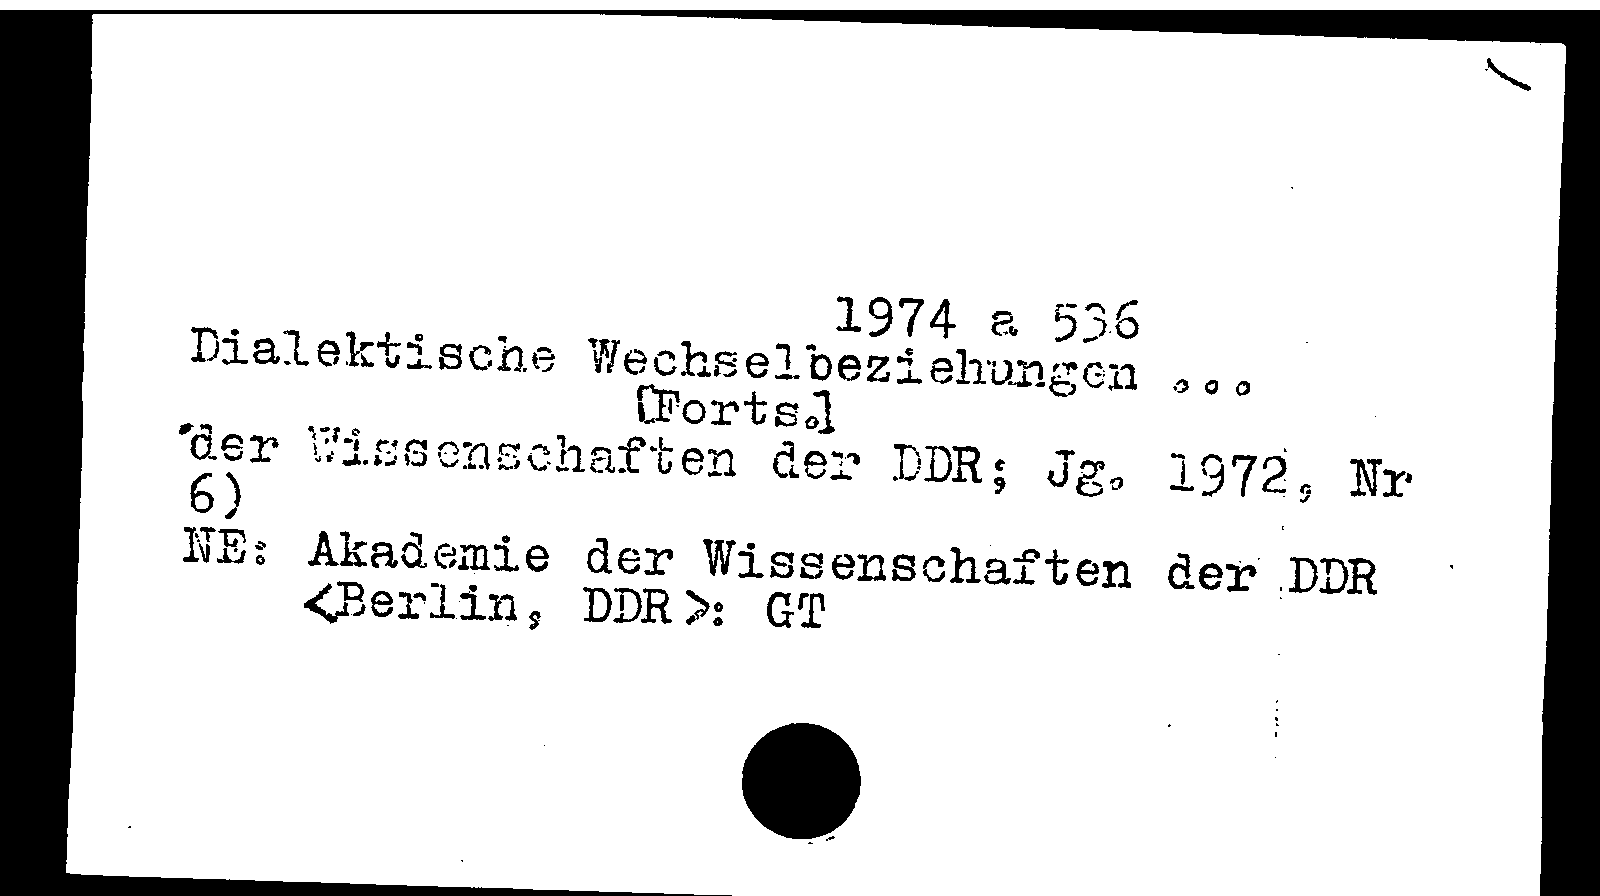 1974 a 536
Dialektische Wechselbeziehungen ...
[Forts.]
der Wissenschaften der DDR; Jg. 1972, Nr
6)
NE: Akademie der Wissenschaften der DDR
<Berlin, DDR>: GT